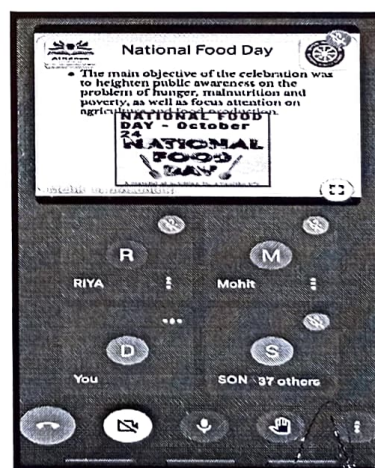 National Food Day
• The main objective of the celebration was
to heighten public awareness on the
problem of hunger, malnutrition and
poverty, as well as focus attention on
NATIONAL FOOD
DAY - October
24
NATIONAL
FOOD
DAY
R
M
RIYA
Mohit
D
S
You
SON 37 others